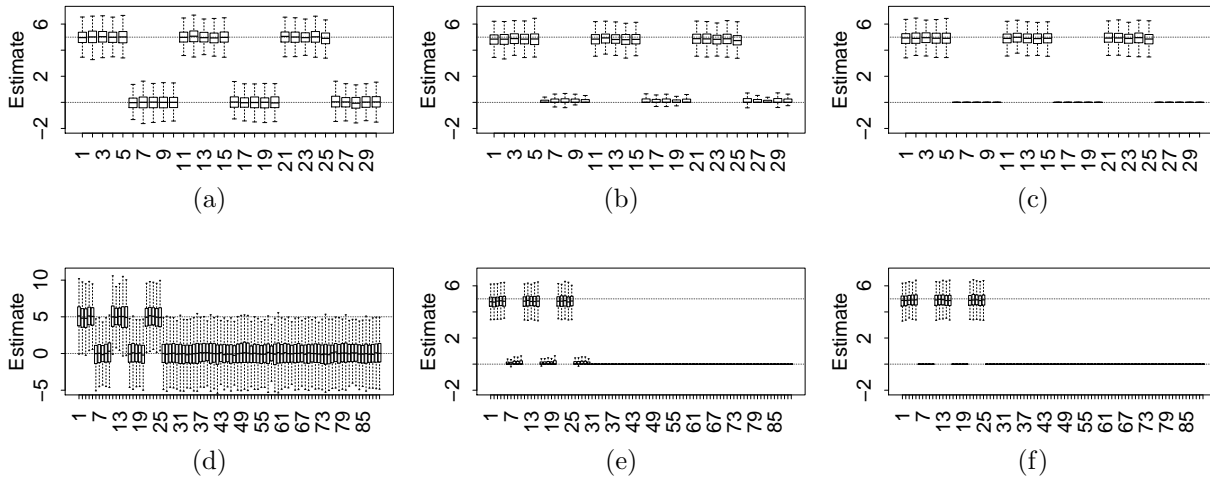 Estimate
−2 2 6
1 3 5 7 9 11 13 15 17 19 21 23 25 27 29
(a)
Estimate
−2 2 6
1 3 5 7 9 11 13 15 17 19 21 23 25 27 29
(b)
Estimate
−2 2 6
1 3 5 7 9 11 13 15 17 19 21 23 25 27 29
(c)
Estimate
−5 0 5 10
1 7 13 19 25 31 37 43 49 55 61 67 73 79 85
(d)
Estimate
−2 2 6
1 7 13 19 25 31 37 43 49 55 61 67 73 79 85
(e)
Estimate
−2 2 6
1 7 13 19 25 31 37 43 49 55 61 67 73 79 85
(f)